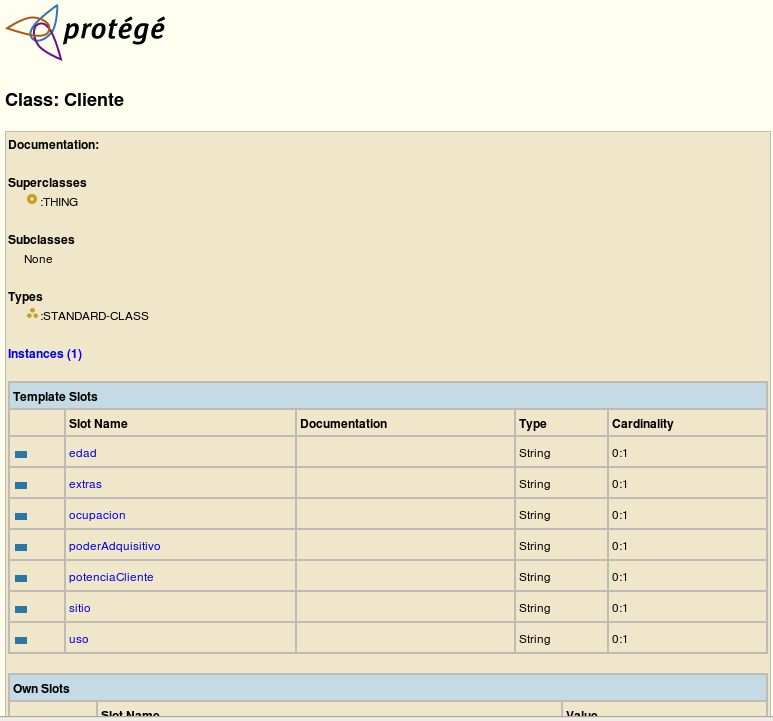 protégé
Class: Cliente
Documentation:
Superclasses
:THING
Subclasses
None
Types
:STANDARD-CLASS
Instances (1)
Template Slots
Slot Name Documentation Type Cardinality
edad String 0:1
extras String 0:1
ocupacion String 0:1
poderAdquisitivo String 0:1
potenciaCliente String 0:1
sitio String 0:1
uso String 0:1
Own Slots
Slot Name Value